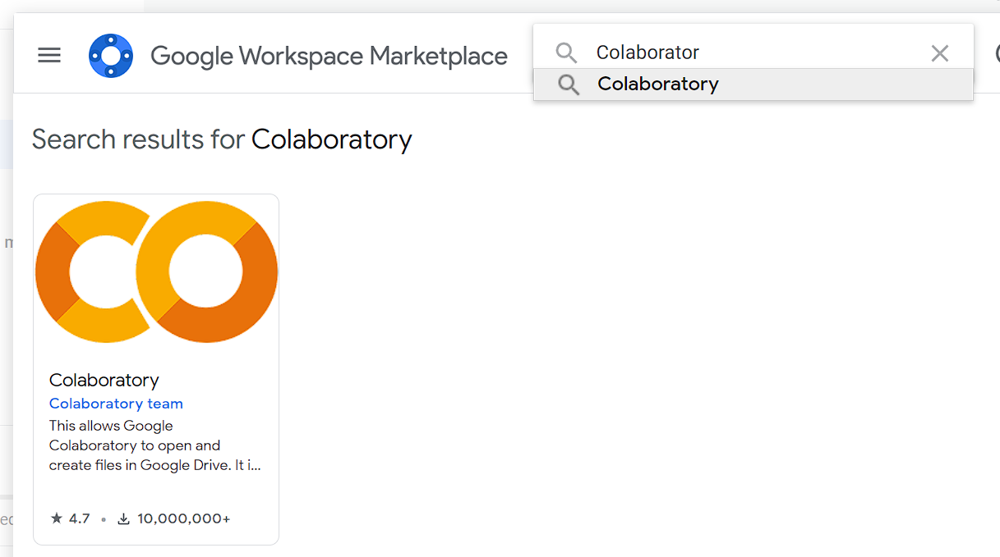 Google Workspace Marketplace
Colaborator
Colaboratory
Search results for Colaboratory
Colaboratory
Colaboratory team
This allows Google
Colaboratory to open and
create files in Google Drive. It i...
4.7 • 10,000,000+